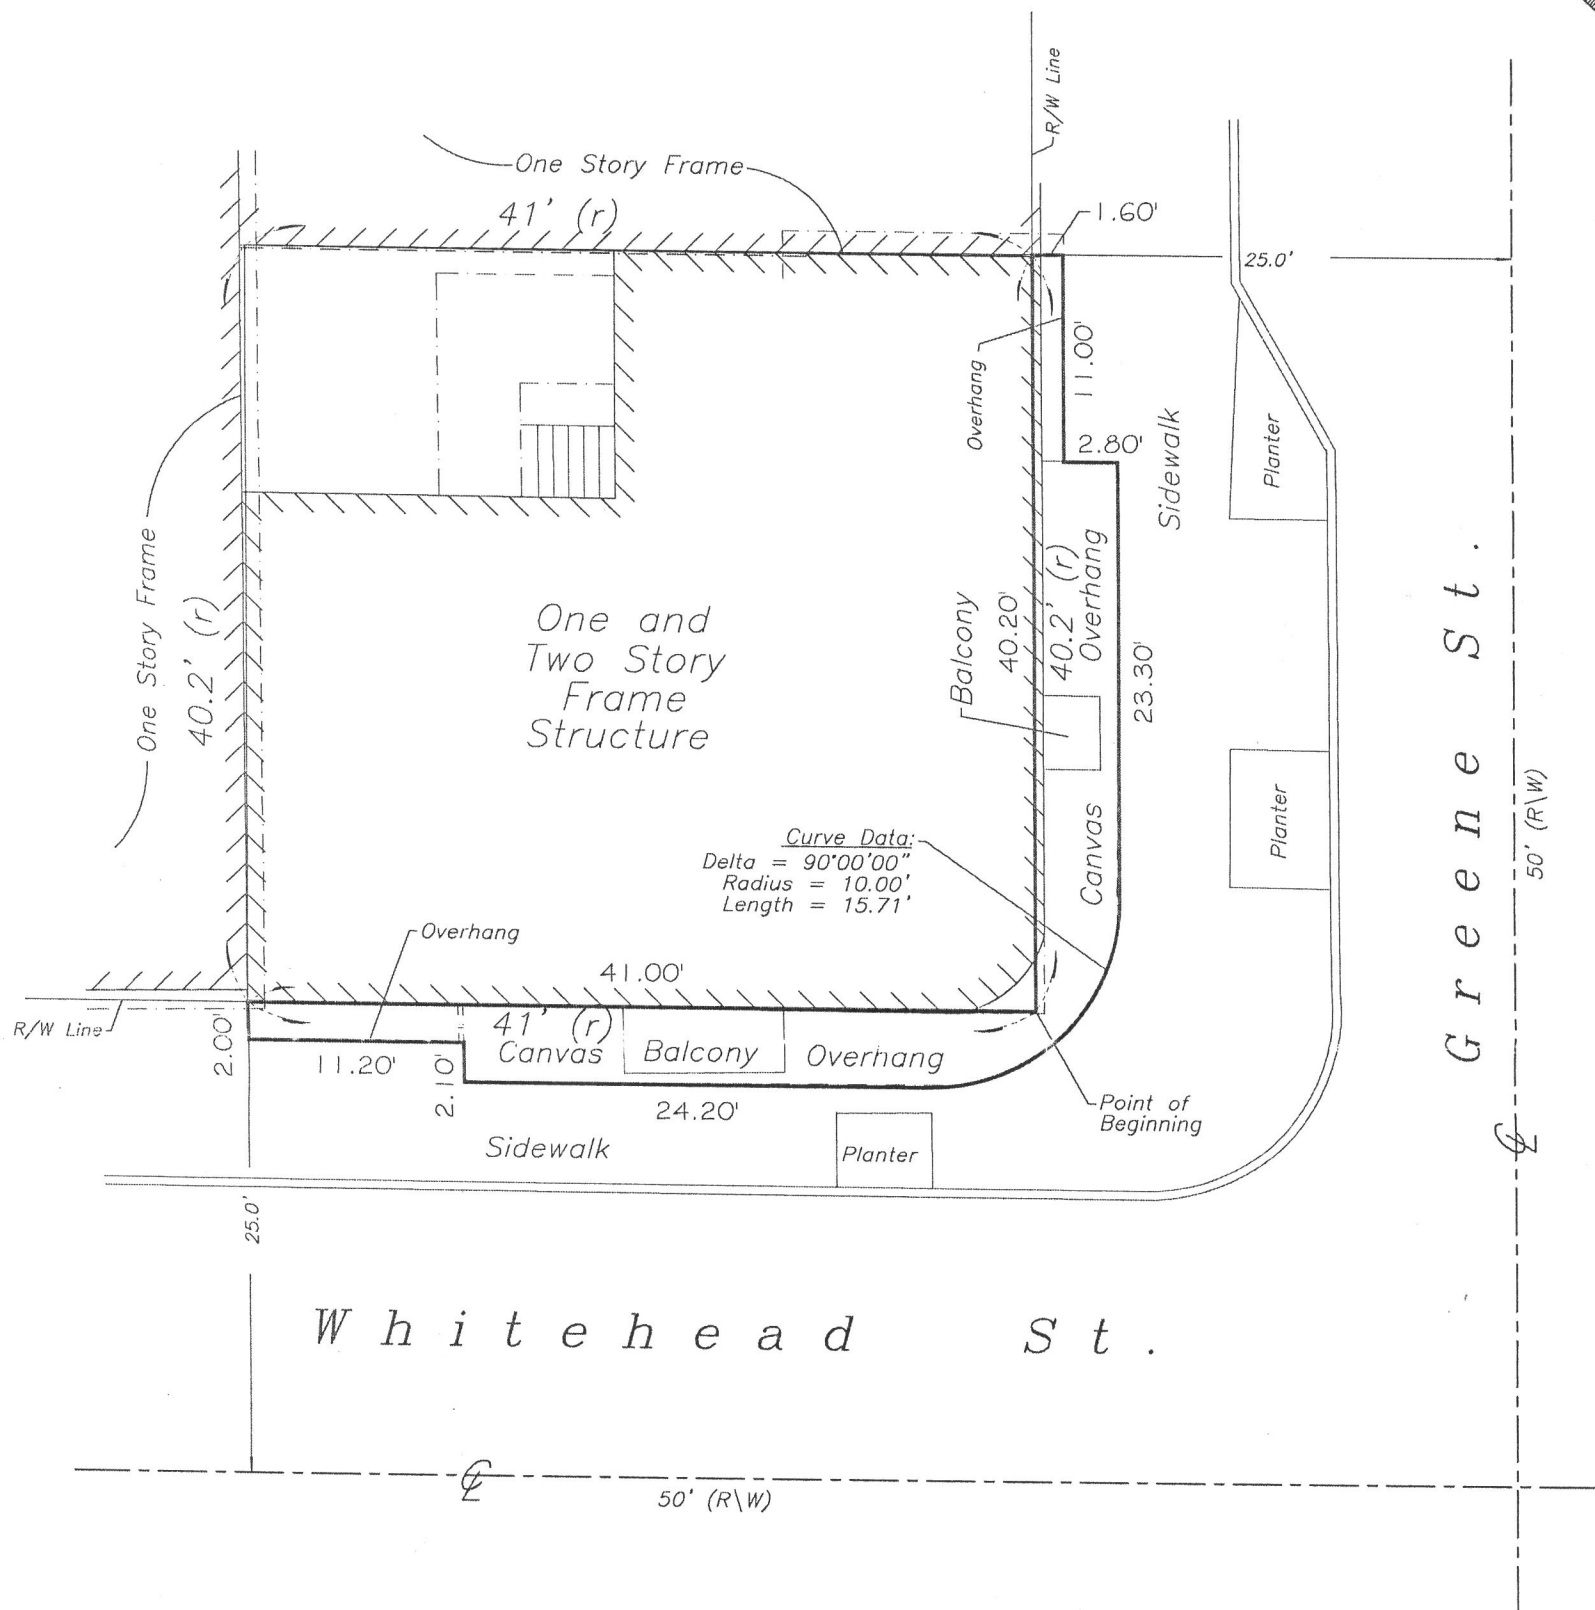 R/W Line
One Story Frame
41' (r)
1.60'
25.0'
Overhang
11.00'
2.80'
Sidewalk
Planter
One Story Frame
40.2' (r)
One and
Two Story
Frame
Structure
Balcony
40.20'
40.2' (r)
Overhang
23.30'
Canvas
Planter
Greene St.
50' (R\W)
Curve Data:
Delta = 90°00'00"
Radius = 10.00'
Length = 15.71'
Overhang
41.00'
R/W Line
2.00'
11.20'
2.10'
41' (r)
Canvas
Balcony
Overhang
24.20'
Point of
Beginning
Sidewalk
Planter
25.0'
Whitehead St.
50' (R\W)